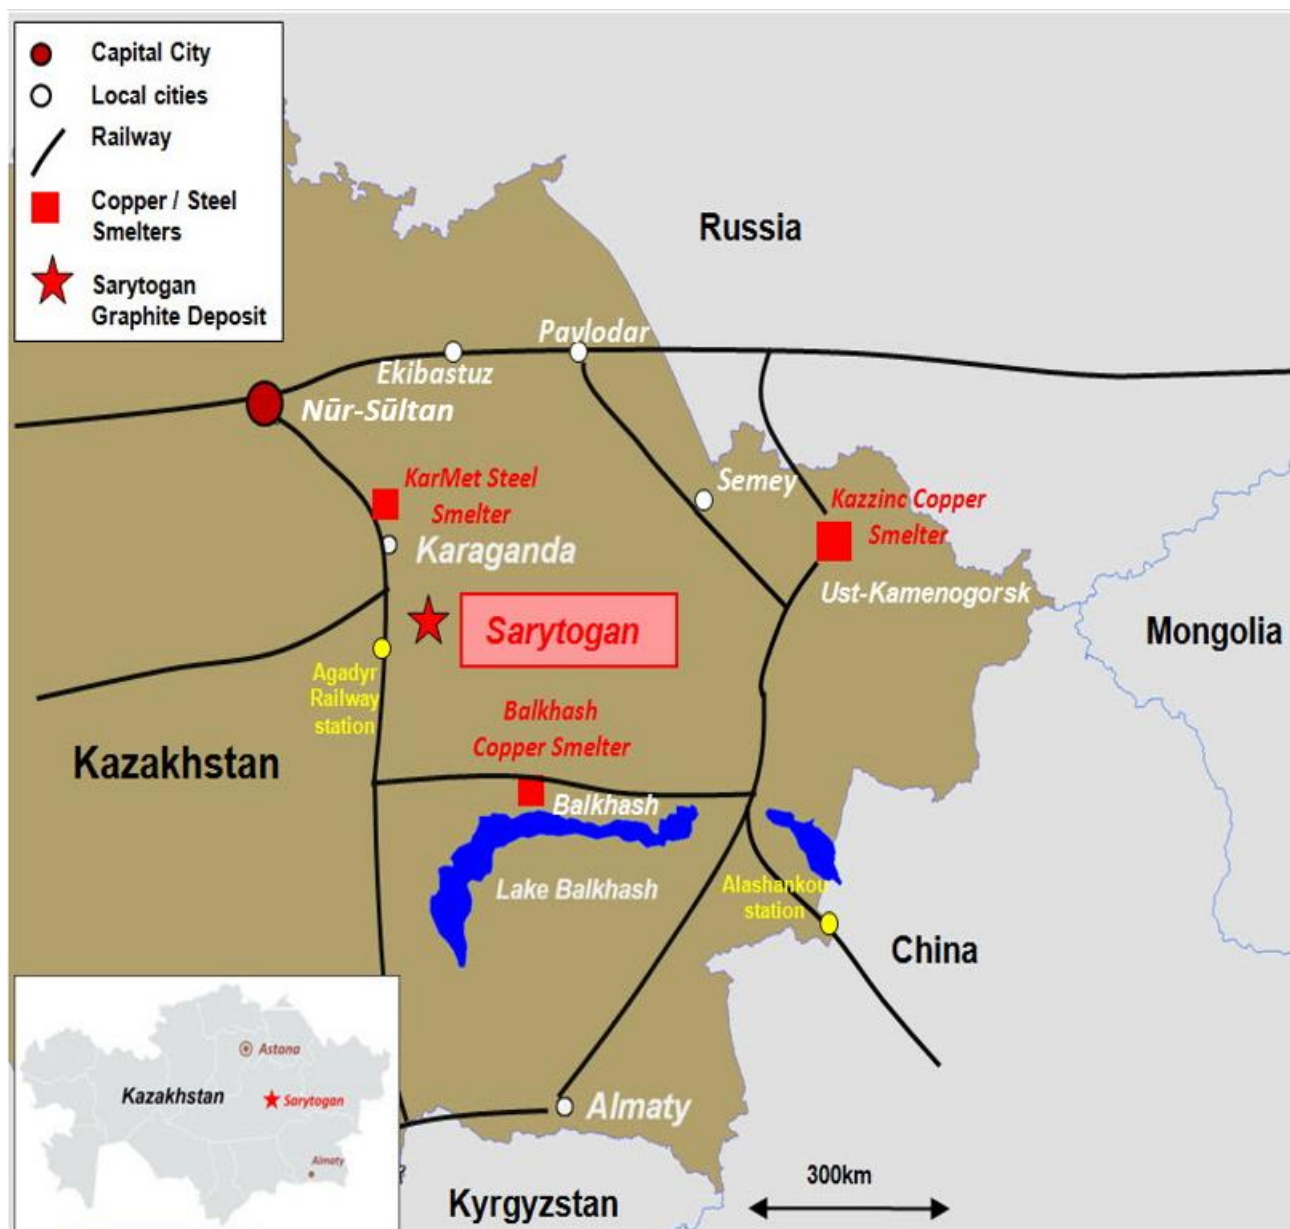 Capital City
Local cities
Railway
Copper / Steel
Smelters
Sarytogan
Graphite Deposit
Russia
Pavlodar
Ekibastuz
Nūr-Sūltan
KarMet Steel
Smelter
Semey
Kazzinc Copper
Smelter
Karaganda
Ust-Kamenogorsk
Sarytogan
Mongolia
Agadyr
Railway
station
Balkhash
Copper Smelter
Kazakhstan
Balkhash
Lake Balkhash
Alashankou
station
China
Astana
Kazakhstan
Sarytogan
Almaty
Almaty
Kyrgyzstan
300km